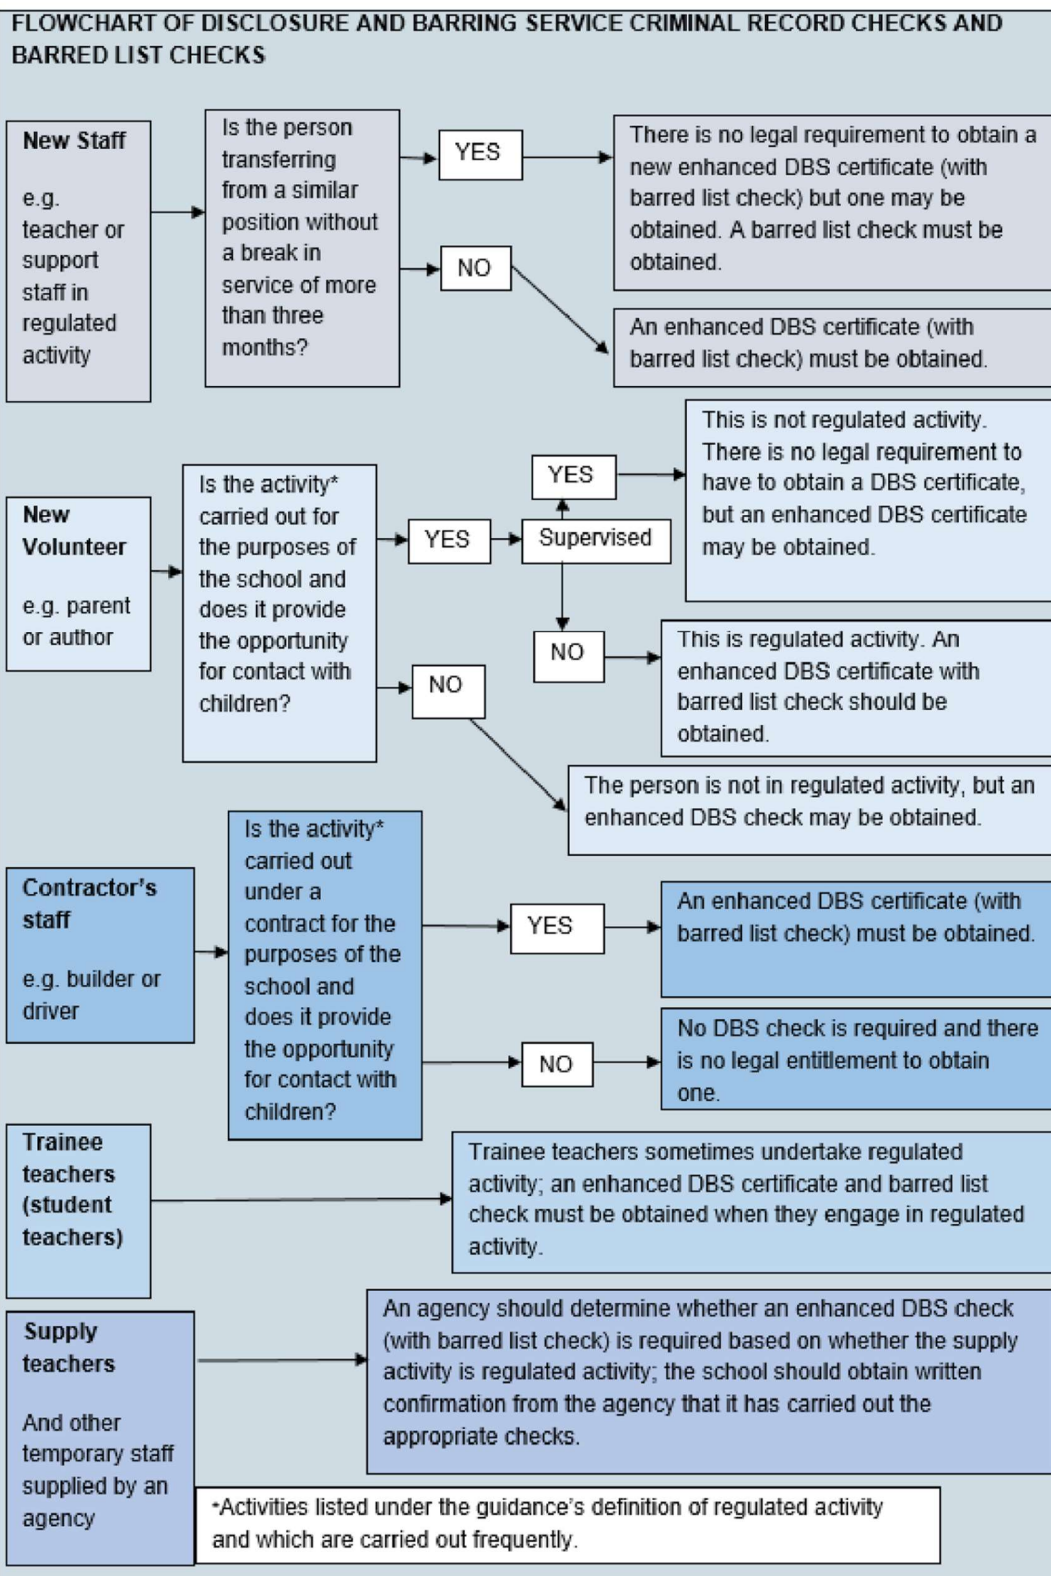 FLOWCHART OF DISCLOSURE AND BARRING SERVICE CRIMINAL RECORD CHECKS AND
BARRED LIST CHECKS
New Staff
e.g.
teacher or
support
staff in
regulated
activity
Is the person
transferring
from a similar
position without
a break in
service of more
than three
months?
YES
There is no legal requirement to obtain a
new enhanced DBS certificate (with
barred list check) but one may be
obtained. A barred list check must be
obtained.
NO
An enhanced DBS certificate (with
barred list check) must be obtained.
New
Volunteer
e.g. parent
or author
Is the activity*
carried out for
the purposes of
the school and
does it provide
the opportunity
for contact with
children?
YES
Supervised
YES
This is not regulated activity.
There is no legal requirement to
have to obtain a DBS certificate,
but an enhanced DBS certificate
may be obtained.
NO
This is regulated activity. An
enhanced DBS certificate with
barred list check should be
obtained.
NO
The person is not in regulated activity, but an
enhanced DBS check may be obtained.
Contractor's
staff
e.g. builder or
driver
Is the activity*
carried out
under a
contract for the
purposes of the
school and
does it provide
the opportunity
for contact with
children?
YES
An enhanced DBS certificate (with
barred list check) must be obtained.
NO
No DBS check is required and there
is no legal entitlement to obtain
one.
Trainee
teachers
(student
teachers)
Trainee teachers sometimes undertake regulated
activity; an enhanced DBS certificate and barred list
check must be obtained when they engage in regulated
activity.
Supply
teachers
And other
temporary staff
supplied by an
agency
An agency should determine whether an enhanced DBS check
(with barred list check) is required based on whether the supply
activity is regulated activity; the school should obtain written
confirmation from the agency that it has carried out the
appropriate checks.
*Activities listed under the guidance's definition of regulated activity
and which are carried out frequently.